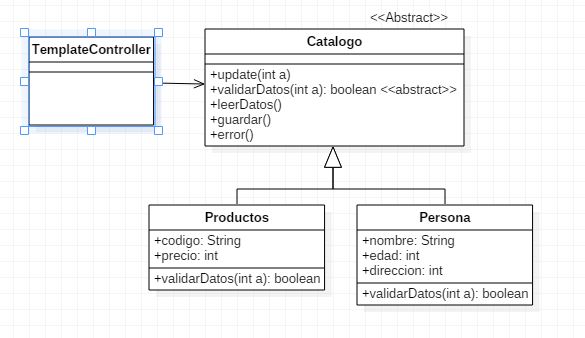 <<Abstract>>
TemplateController
Catalogo
+update(int a)
+validarDatos(int a): boolean <<abstract>>
+leerDatos()
+guardar()
+error()
Productos
+codigo: String
+precio: int
+validarDatos(int a): boolean
Persona
+nombre: String
+edad: int
+direccion: int
+validarDatos(int a): boolean